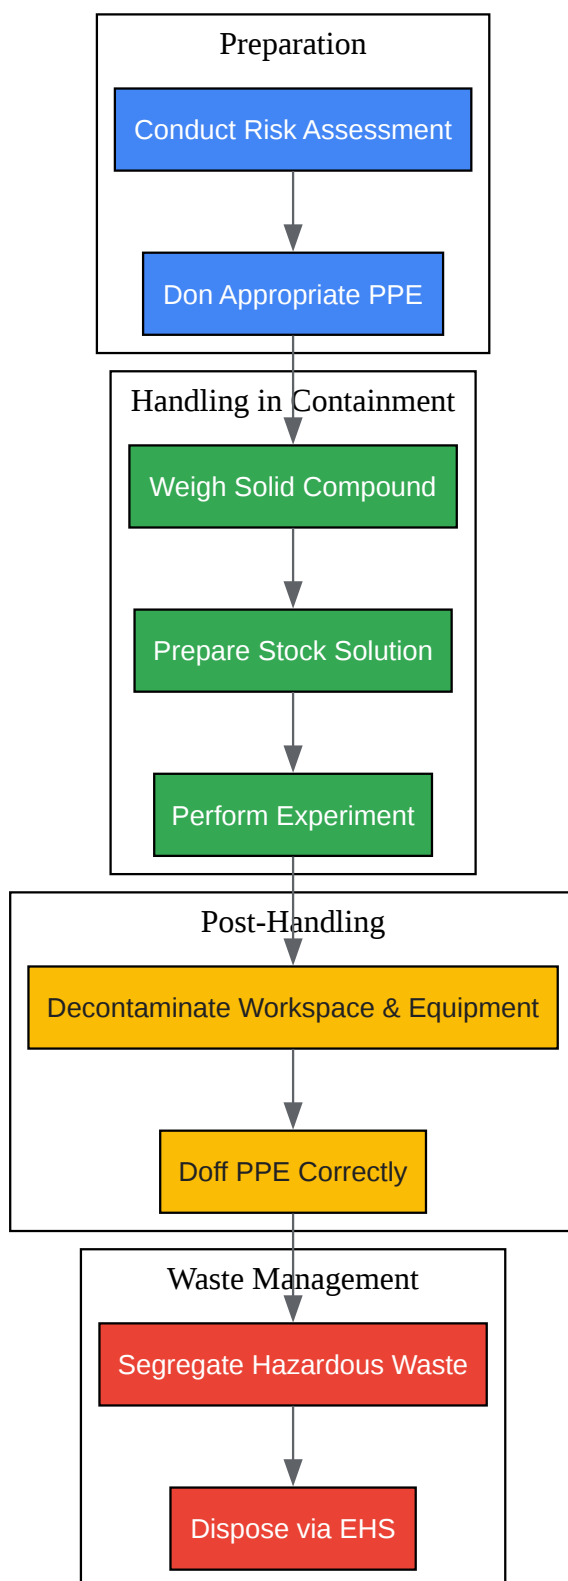 Preparation
Conduct Risk Assessment
Don Appropriate PPE
Handling in Containment
Weigh Solid Compound
Prepare Stock Solution
Perform Experiment
Post-Handling
Decontaminate Workspace & Equipment
Doff PPE Correctly
Waste Management
Segregate Hazardous Waste
Dispose via EHS